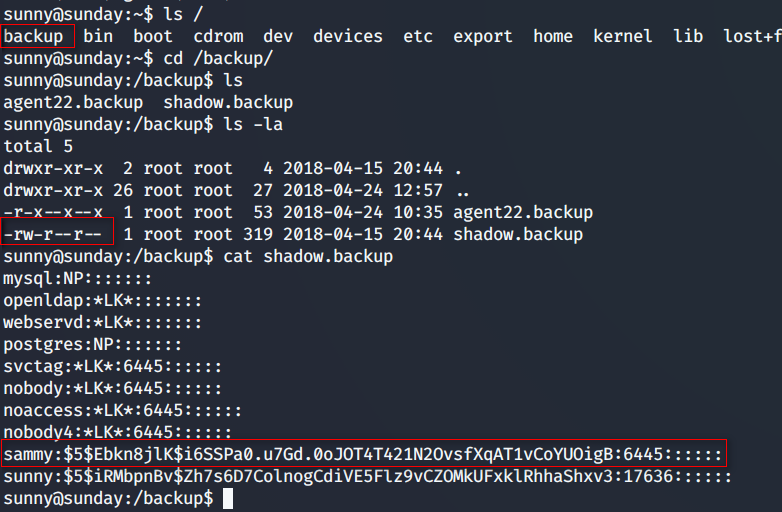 sunny@sunday:~$ ls /
backup bin boot cdrom dev devices etc export home kernel lib lost+f
sunny@sunday:~$ cd /backup/
sunny@sunday:/backup$ ls
agent22.backup shadow.backup
sunny@sunday:/backup$ ls -la
total 5
drwxr-xr-x 2 root root 4 2018-04-15 20:44 .
drwxr-xr-x 26 root root 27 2018-04-24 12:57 ..
-r-x--x--x 1 root root 53 2018-04-24 10:35 agent22.backup
-rw-r--r-- 1 root root 319 2018-04-15 20:44 shadow.backup
sunny@sunday:/backup$ cat shadow.backup
mysql:NP:::::::
openldap:*LK*:::::::
webservd:*LK*:::::::
postgres:NP:::::::
svctag:*LK*:6445::::::
nobody:*LK*:6445::::::
noaccess:*LK*:6445::::::
nobody4:*LK*:6445::::::
sammy:$5$Ebkn8jlK$i6SSPa0.u7Gd.0oJOT4T421N2OvsfXqAT1vCoYUOigB:6445::::::
sunny:$5$iRMbpnBv$Zh7s6D7ColnogCdiVE5Flz9vCZOMkUFxklRhhaShxv3:17636::::::
sunny@sunday:/backup$